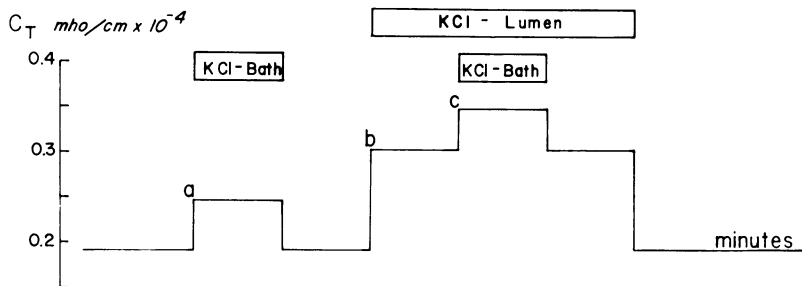 C_T mho/cm x 10^-4
KCl - Lumen
0.4
KCl-Bath
KCl-Bath
c
0.3
b
a
0.2
minutes